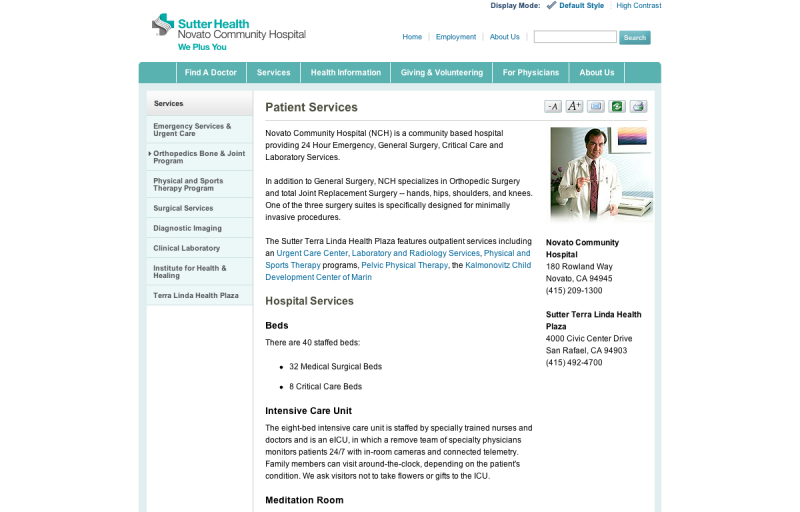 Display Mode: Default Style High Contrast
Sutter Health
Novato Community Hospital
We Plus You
Home Employment About Us Search
Find A Doctor Services Health Information Giving & Volunteering For Physicians About Us
Services
Emergency Services &
Urgent Care
Orthopedics Bone & Joint
Program
Physical and Sports
Therapy Program
Surgical Services
Diagnostic Imaging
Clinical Laboratory
Institute for Health &
Healing
Terra Linda Health Plaza
Patient Services
-A A+
Novato Community Hospital (NCH) is a community based hospital
providing 24 Hour Emergency, General Surgery, Critical Care and
Laboratory Services.
In addition to General Surgery, NCH specializes in Orthopedic Surgery
and total Joint Replacement Surgery -- hands, hips, shoulders, and knees.
One of the three surgery suites is specifically designed for minimally
invasive procedures.
The Sutter Terra Linda Health Plaza features outpatient services including
an Urgent Care Center, Laboratory and Radiology Services, Physical and
Sports Therapy programs, Pelvic Physical Therapy, the Kalmonovitz Child
Development Center of Marin
Hospital Services
Beds
There are 40 staffed beds:
• 32 Medical Surgical Beds
• 8 Critical Care Beds
Intensive Care Unit
The eight-bed intensive care unit is staffed by specially trained nurses and
doctors and is an eICU, in which a remove team of specialty physicians
monitors patients 24/7 with in-room cameras and connected telemetry.
Family members can visit around-the-clock, depending on the patient's
condition. We ask visitors not to take flowers or gifts to the ICU.
Meditation Room
Novato Community
Hospital
180 Rowland Way
Novato, CA 94945
(415) 209-1300
Sutter Terra Linda Health
Plaza
4000 Civic Center Drive
San Rafael, CA 94903
(415) 492-4700